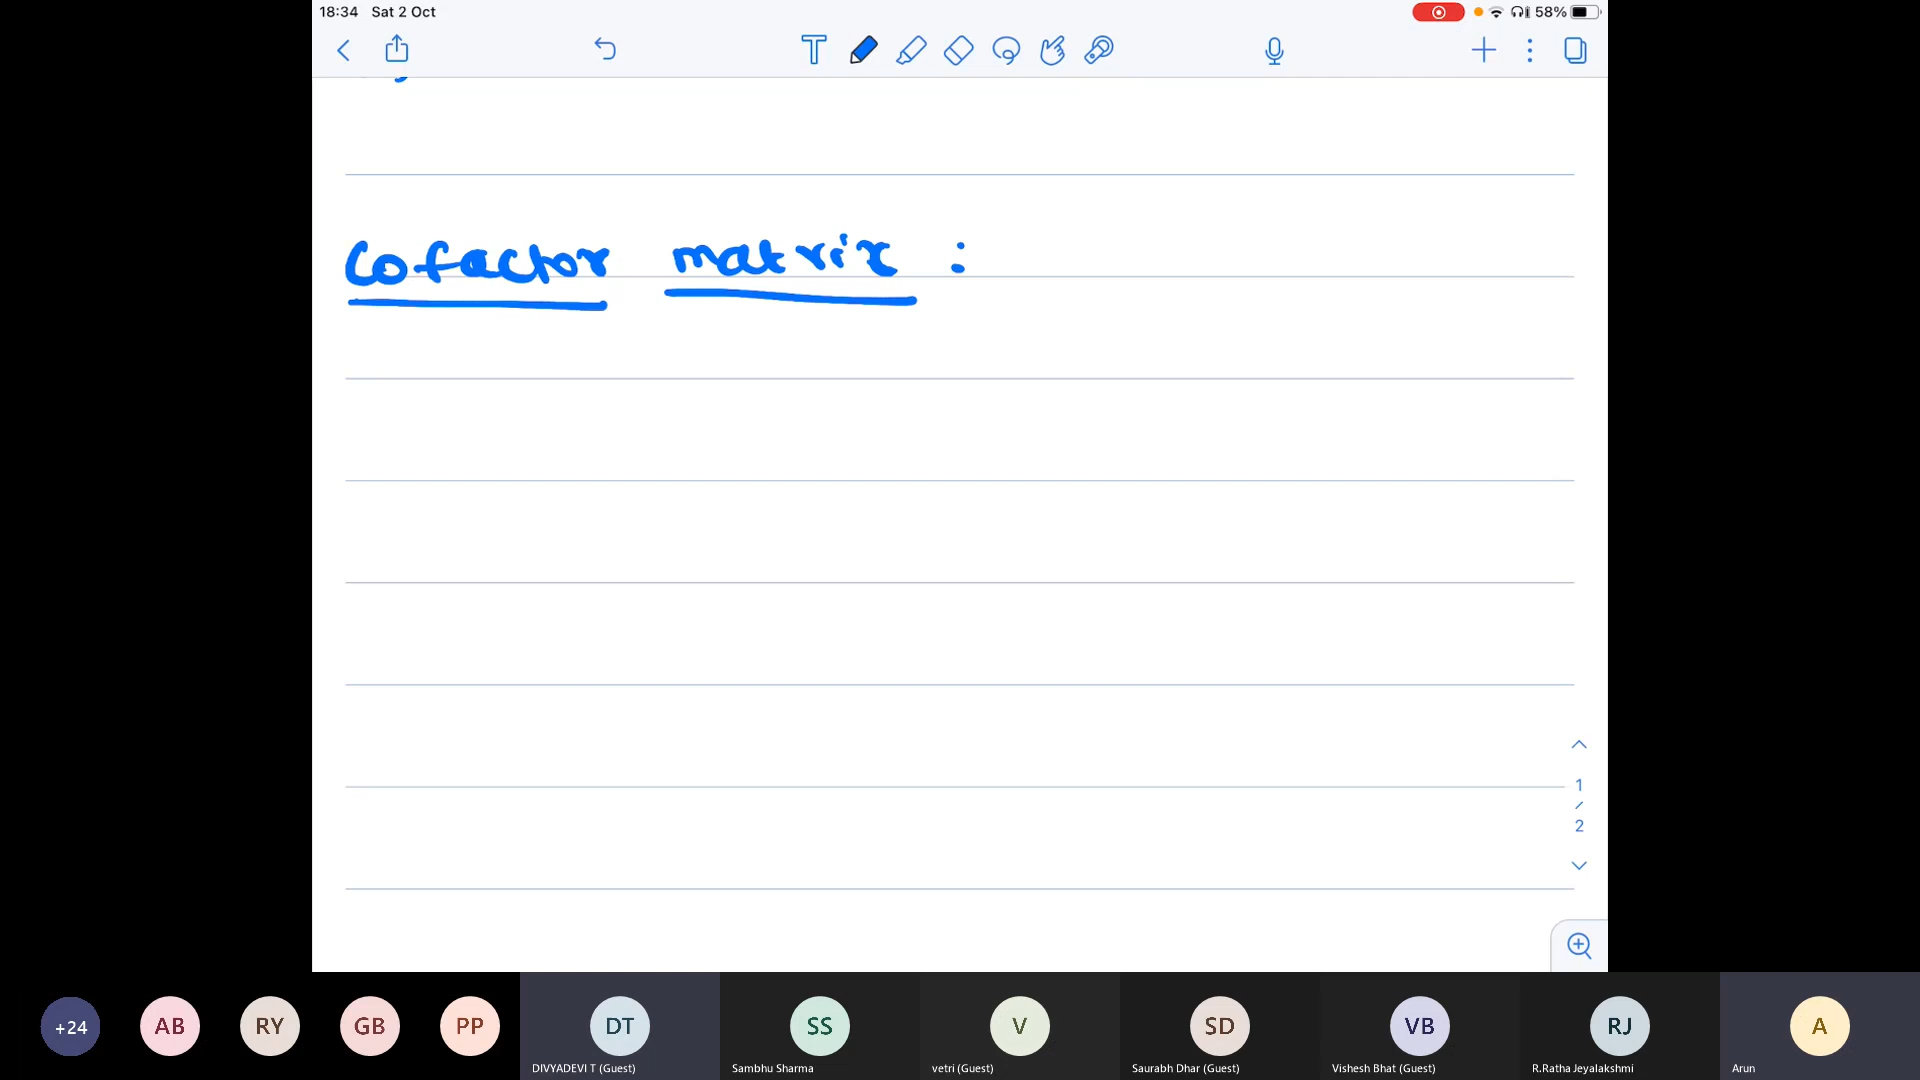 18:34 Sat 2 Oct
58%
T
Cofactor matrix :
1
2
+24
AB
RY
GB
PP
DT
SS
V
SD
VB
RJ
A
DIVYADEVI T (Guest)
Sambhu Sharma
vetri (Guest)
Saurabh Dhar (Guest)
Vishesh Bhat (Guest)
R.Ratha Jeyalakshmi
Arun